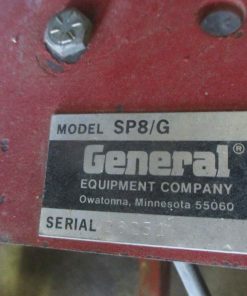 MODEL SP8/G
General®
EQUIPMENT COMPANY
Owatonna, Minnesota 55060
SERIAL